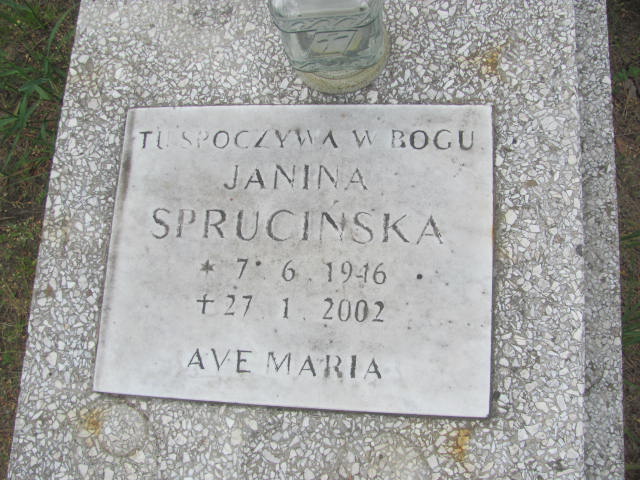 TU SPOCZYWA W BOGU
JANINA
SPRUCIŃSKA
* 7. 6. 1946
† 27. 1. 2002
AVE MARIA